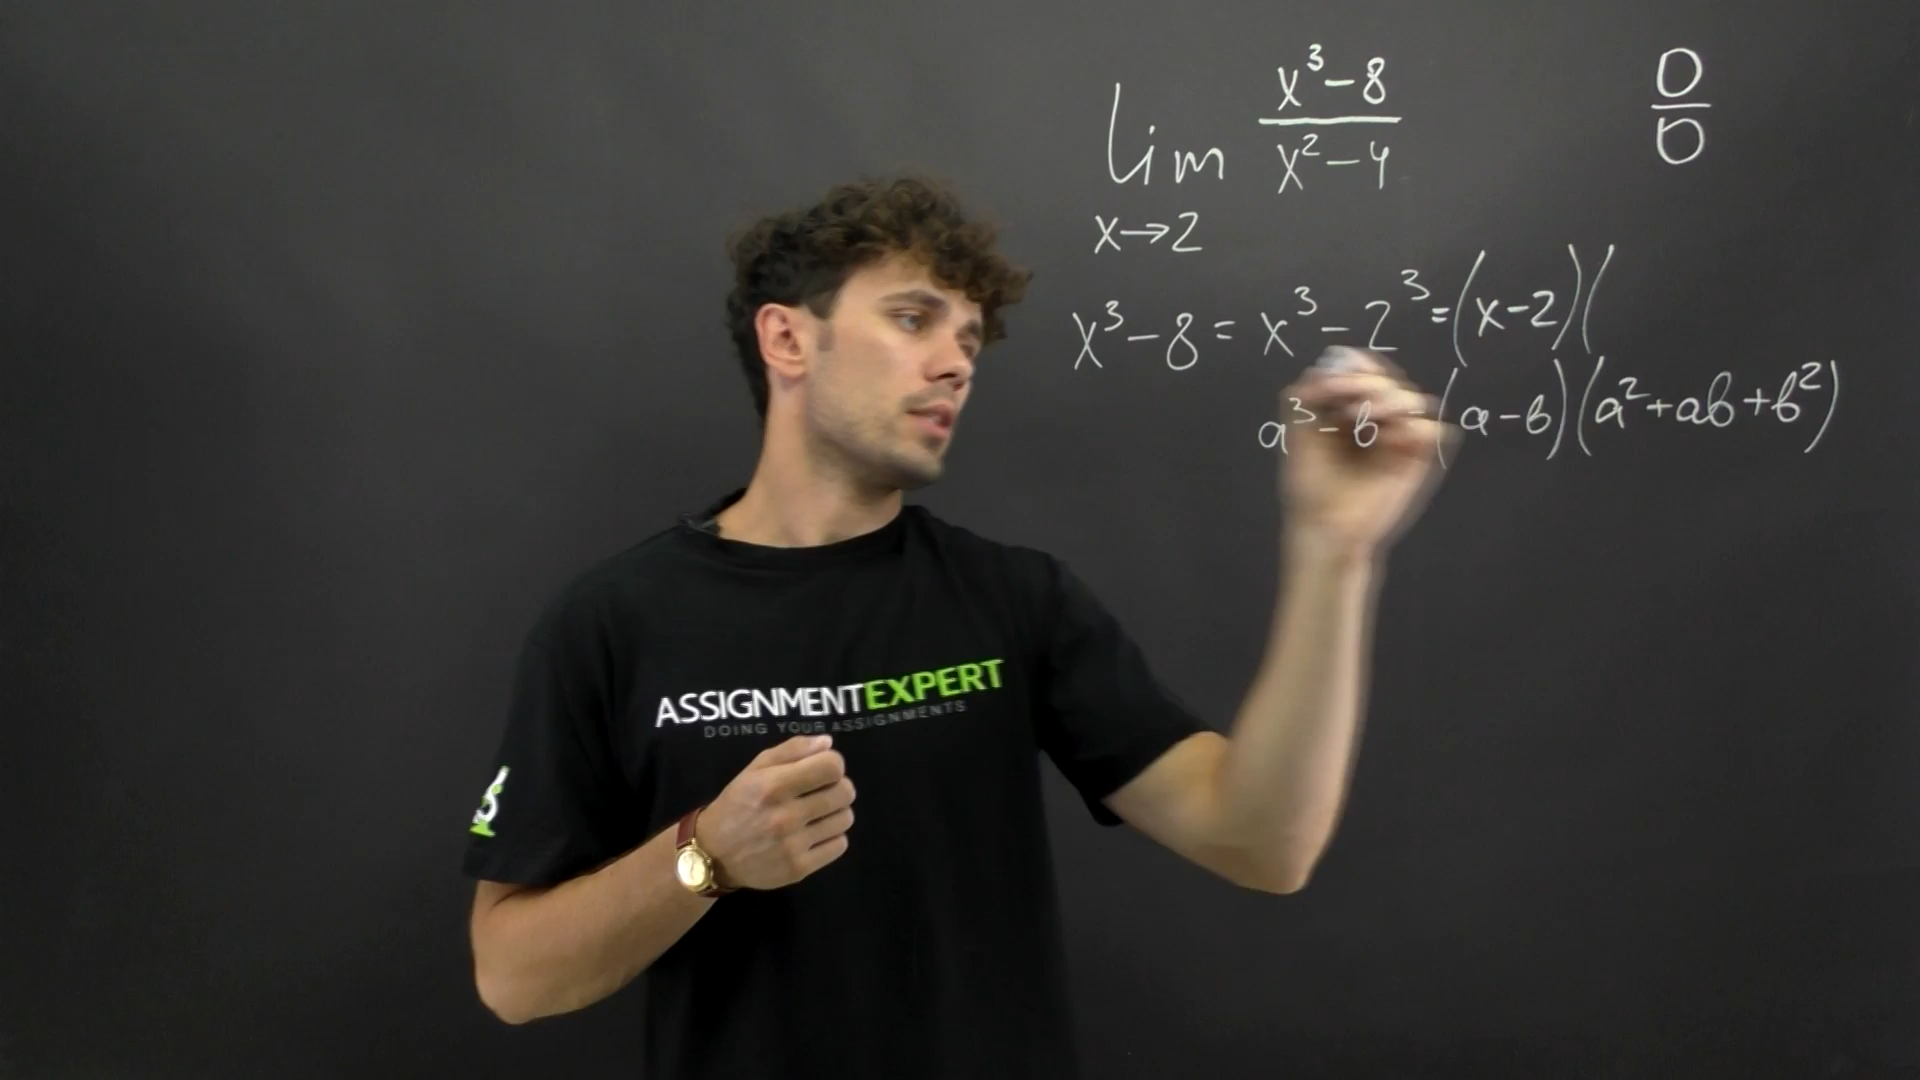 lim x³-8 / x²-4
0/0
x→2
x³-8 = x³-2³ = (x-2)(
a³-b = (a-b)(a²+ab+b²)
ASSIGNMENTEXPERT
DOING YOUR ASSIGNMENTS